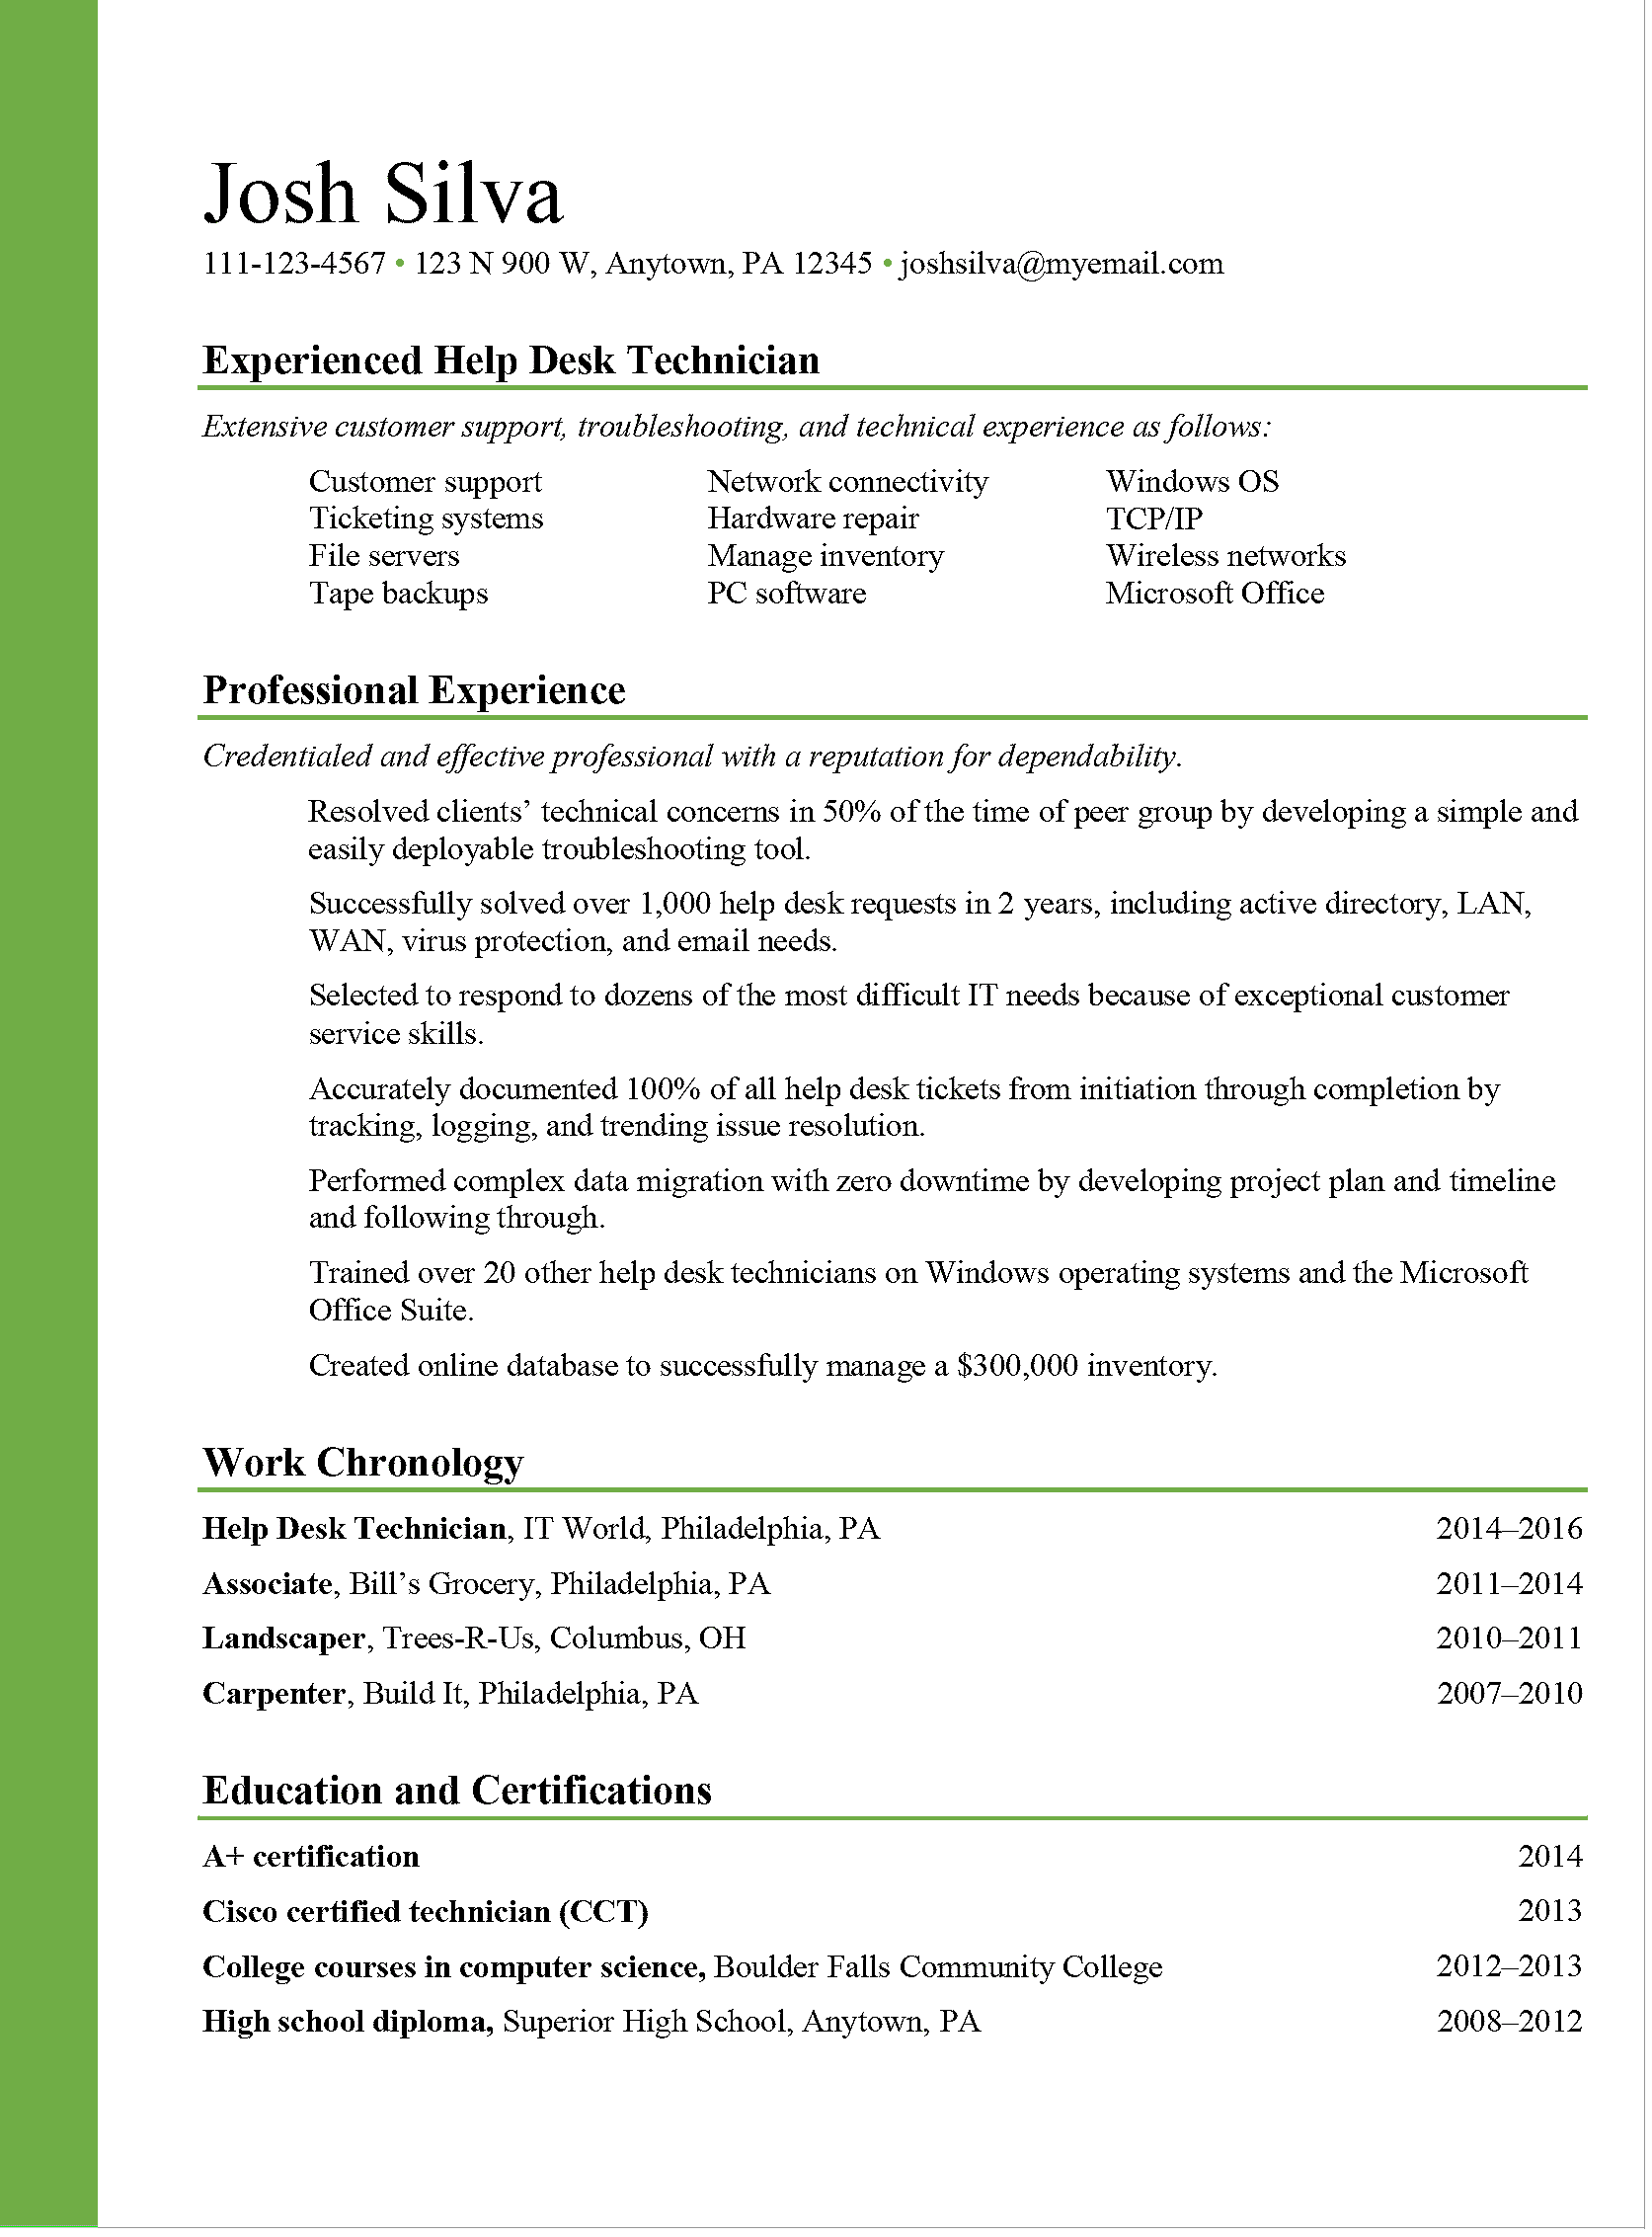 Josh Silva
111-123-4567 • 123 N 900 W, Anytown, PA 12345 • joshsilva@myemail.com
Experienced Help Desk Technician
Extensive customer support, troubleshooting, and technical experience as follows:
Customer support Network connectivity Windows OS
Ticketing systems Hardware repair TCP/IP
File servers Manage inventory Wireless networks
Tape backups PC software Microsoft Office
Professional Experience
Credentialed and effective professional with a reputation for dependability.
Resolved clients’ technical concerns in 50% of the time of peer group by developing a simple and
easily deployable troubleshooting tool.
Successfully solved over 1,000 help desk requests in 2 years, including active directory, LAN,
WAN, virus protection, and email needs.
Selected to respond to dozens of the most difficult IT needs because of exceptional customer
service skills.
Accurately documented 100% of all help desk tickets from initiation through completion by
tracking, logging, and trending issue resolution.
Performed complex data migration with zero downtime by developing project plan and timeline
and following through.
Trained over 20 other help desk technicians on Windows operating systems and the Microsoft
Office Suite.
Created online database to successfully manage a $300,000 inventory.
Work Chronology
Help Desk Technician, IT World, Philadelphia, PA 2014–2016
Associate, Bill’s Grocery, Philadelphia, PA 2011–2014
Landscaper, Trees-R-Us, Columbus, OH 2010–2011
Carpenter, Build It, Philadelphia, PA 2007–2010
Education and Certifications
A+ certification 2014
Cisco certified technician (CCT) 2013
College courses in computer science, Boulder Falls Community College 2012–2013
High school diploma, Superior High School, Anytown, PA 2008–2012